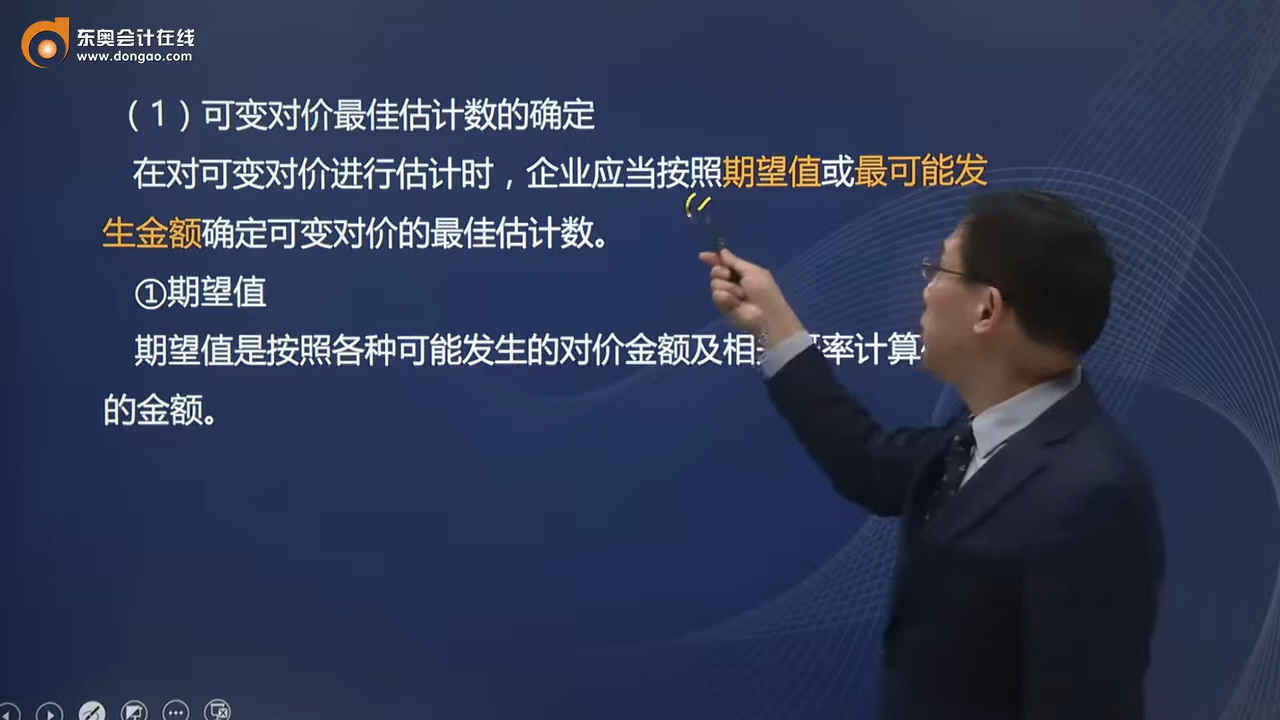 东奥会计在线
www.dongao.com
（1）可变对价最佳估计数的确定
在对可变对价进行估计时，企业应当按照期望值或最可能发
生金额确定可变对价的最佳估计数。
①期望值
期望值是按照各种可能发生的对价金额及相 率计算
的金额。